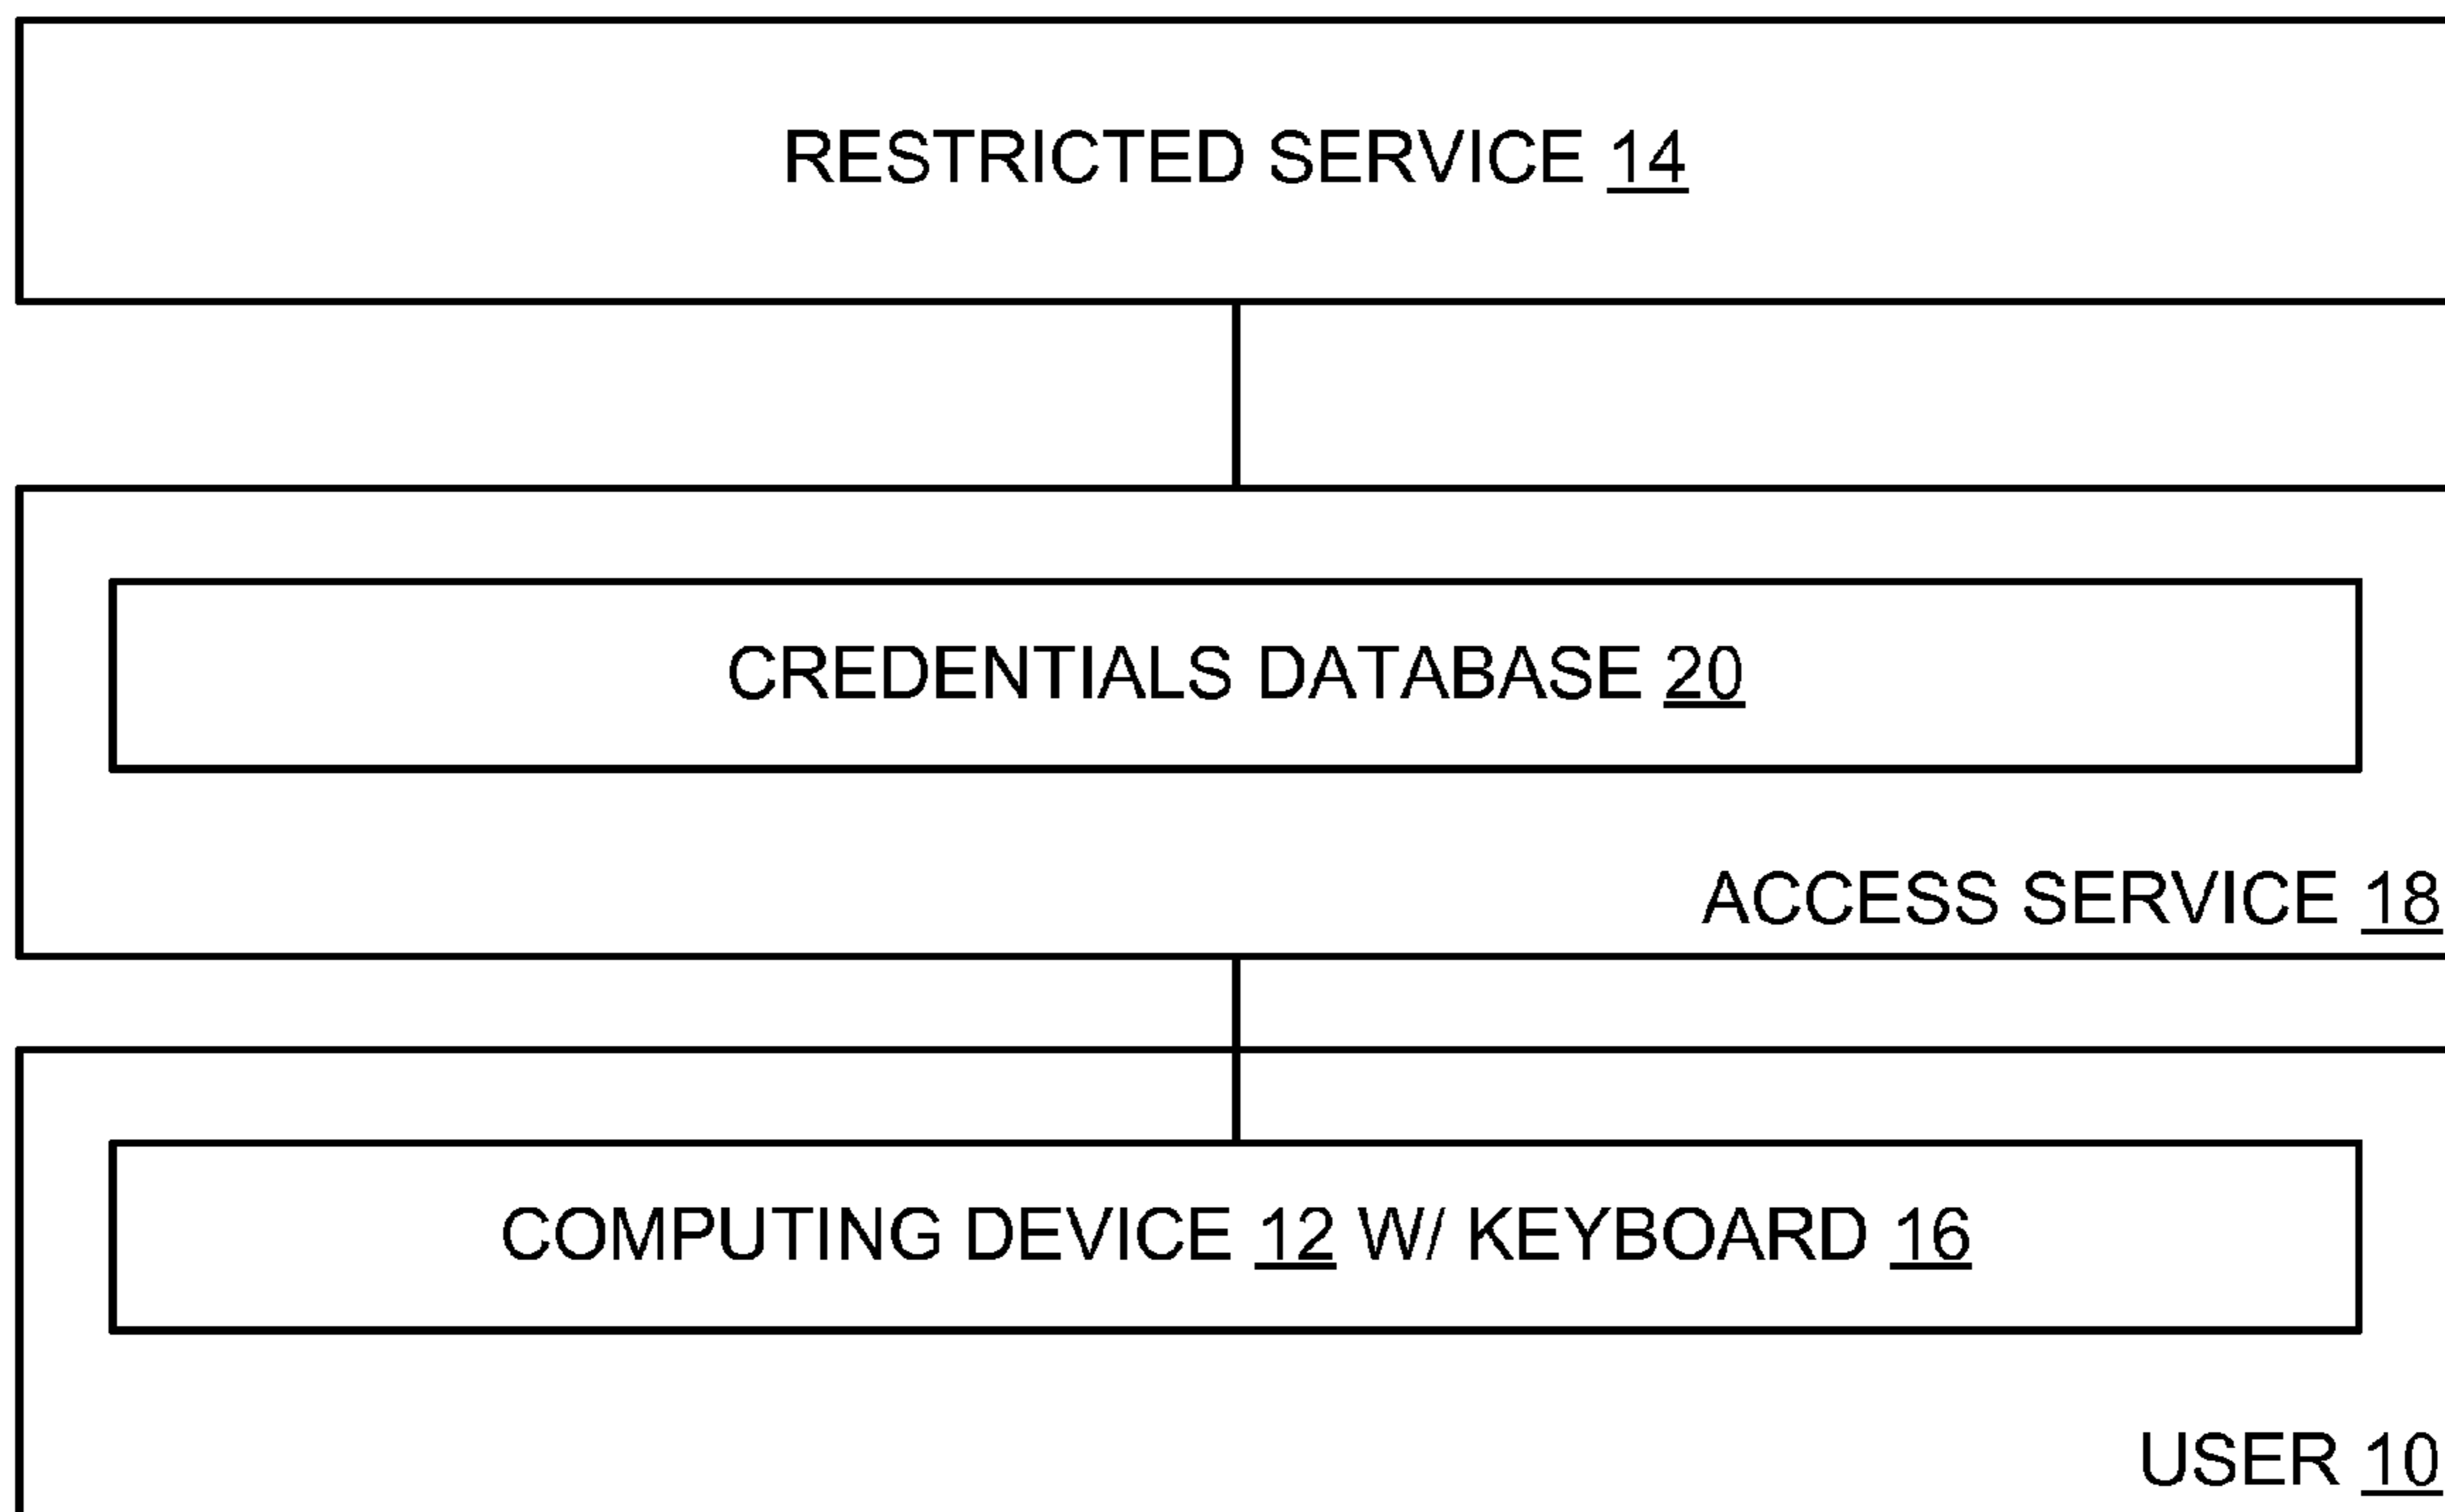 RESTRICTED SERVICE 14
CREDENTIALS DATABASE 20
ACCESS SERVICE 18
COMPUTING DEVICE 12 W/ KEYBOARD 16
USER 10